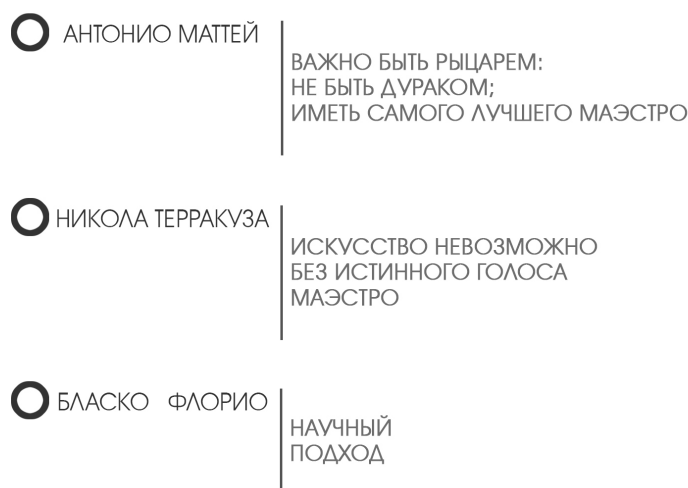 АНТОНИО МАТТЕЙ
ВАЖНО БЫТЬ РЫЦАРЕМ:
НЕ БЫТЬ ДУРАКОМ;
ИМЕТЬ САМОГО ЛУЧШЕГО МАЭСТРО
НИКОЛА ТЕРРАКУЗА
ИСКУССТВО НЕВОЗМОЖНО
БЕЗ ИСТИННОГО ГОЛОСА
МАЭСТРО
БЛАСКО ФЛОРИО
НАУЧНЫЙ
ПОДХОД